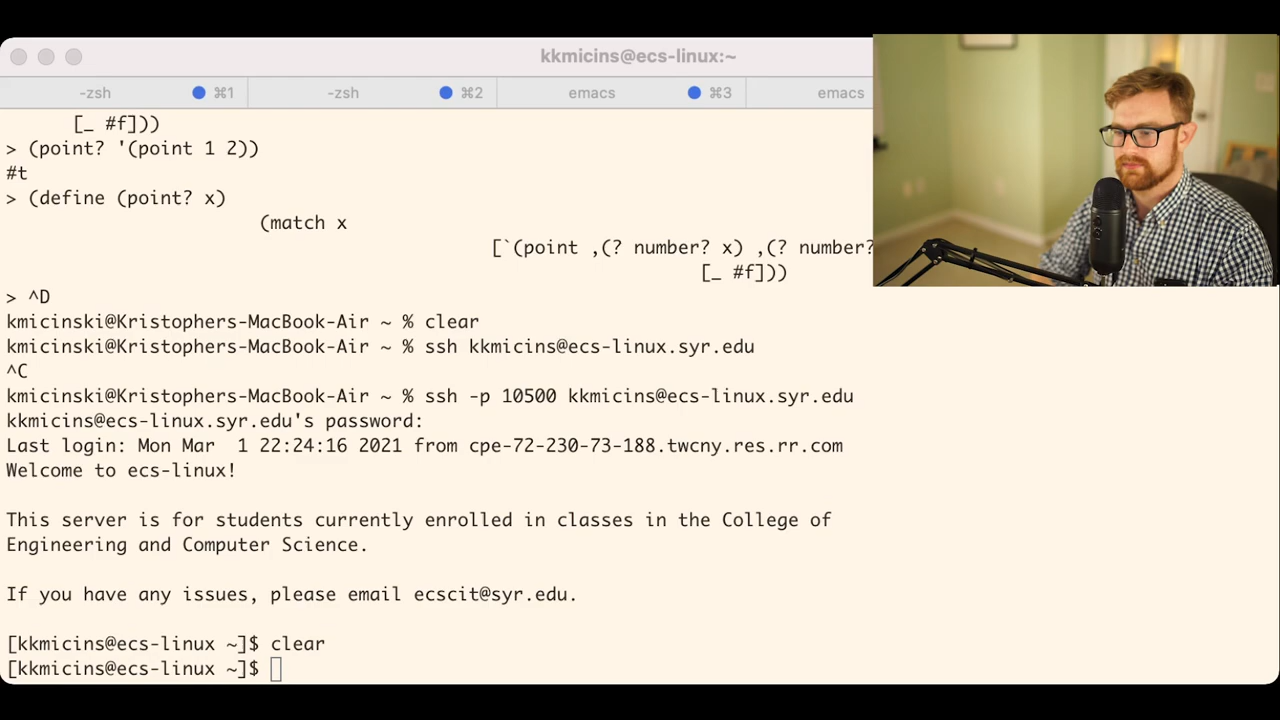 kkmicins@ecs-linux:~
-zsh ⌘1 -zsh ⌘2 emacs ⌘3 emacs
[_ #f]))
> (point? '(point 1 2))
#t
> (define (point? x)
(match x
[`(point ,(? number? x) ,(? number?
[_ #f]))
> ^D
kmicinski@Kristophers-MacBook-Air ~ % clear
kmicinski@Kristophers-MacBook-Air ~ % ssh kkmicins@ecs-linux.syr.edu
^C
kmicinski@Kristophers-MacBook-Air ~ % ssh -p 10500 kkmicins@ecs-linux.syr.edu
kkmicins@ecs-linux.syr.edu's password:
Last login: Mon Mar  1 22:24:16 2021 from cpe-72-230-73-188.twcny.res.rr.com
Welcome to ecs-linux!
This server is for students currently enrolled in classes in the College of
Engineering and Computer Science.
If you have any issues, please email ecscit@syr.edu.
[kkmicins@ecs-linux ~]$ clear
[kkmicins@ecs-linux ~]$